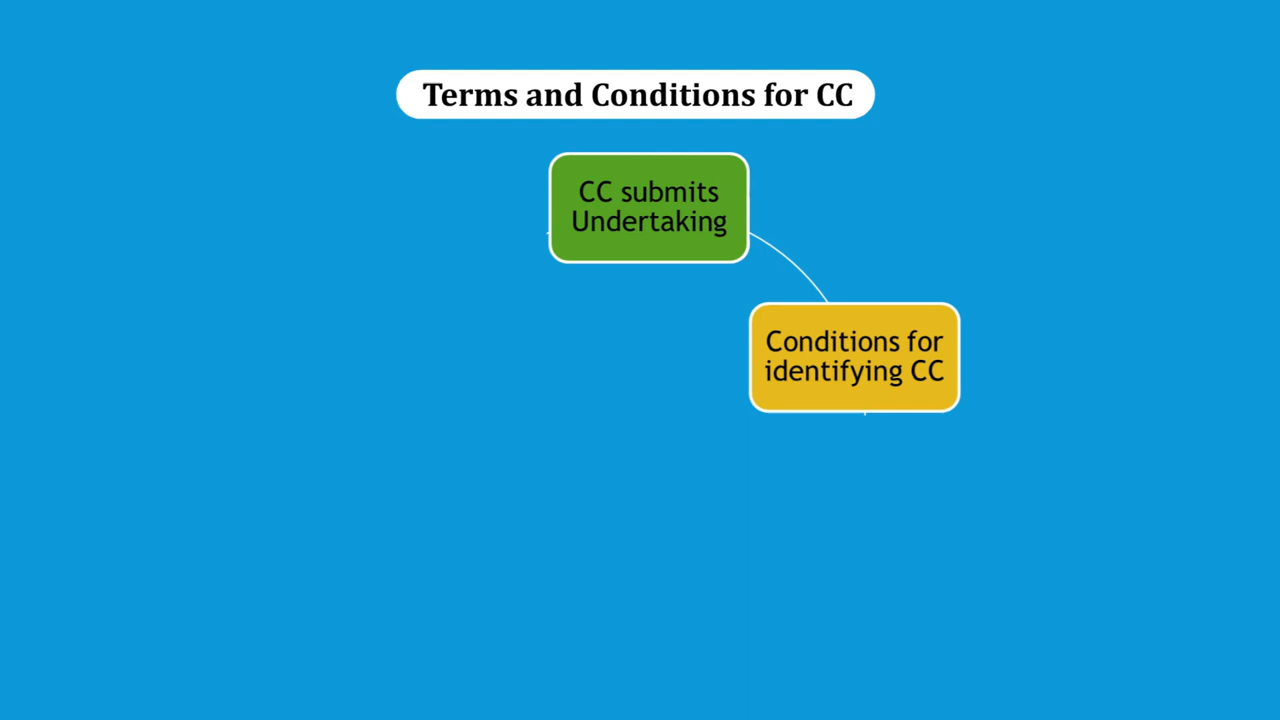 Terms and Conditions for CC
CC submits
Undertaking
Conditions for
identifying CC